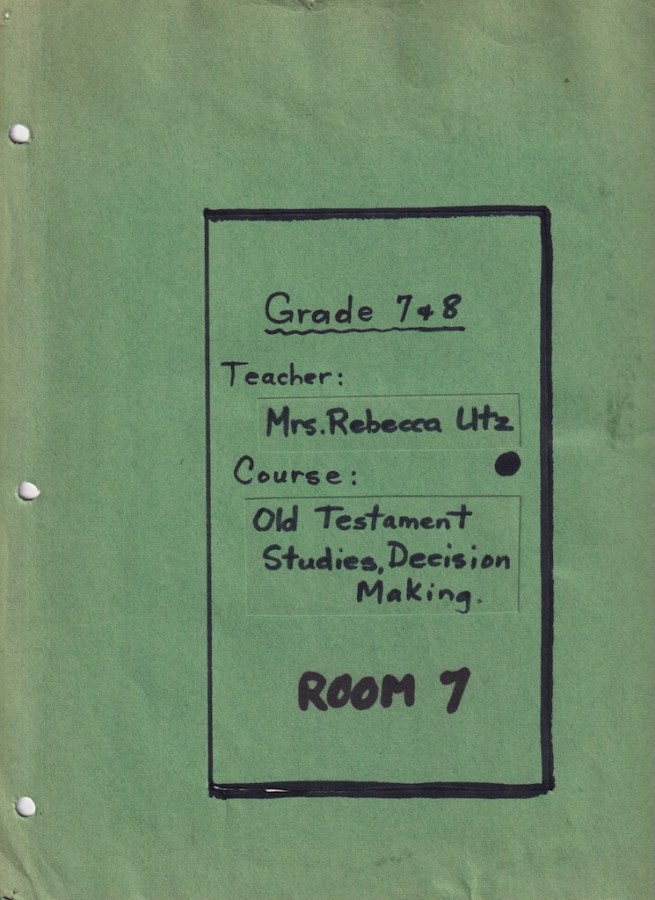 Grade 7 & 8
Teacher:
Mrs. Rebecca Utz
Course:
Old Testament
Studies, Decision
Making.
ROOM 7